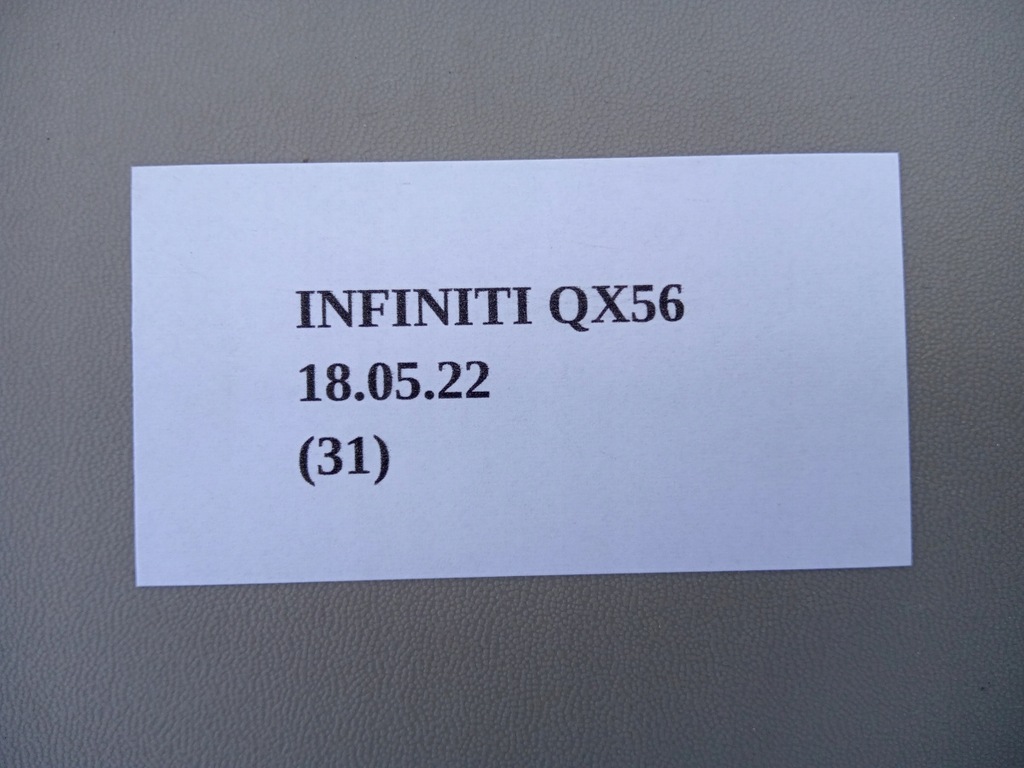 INFINITI QX56
18.05.22
(31)